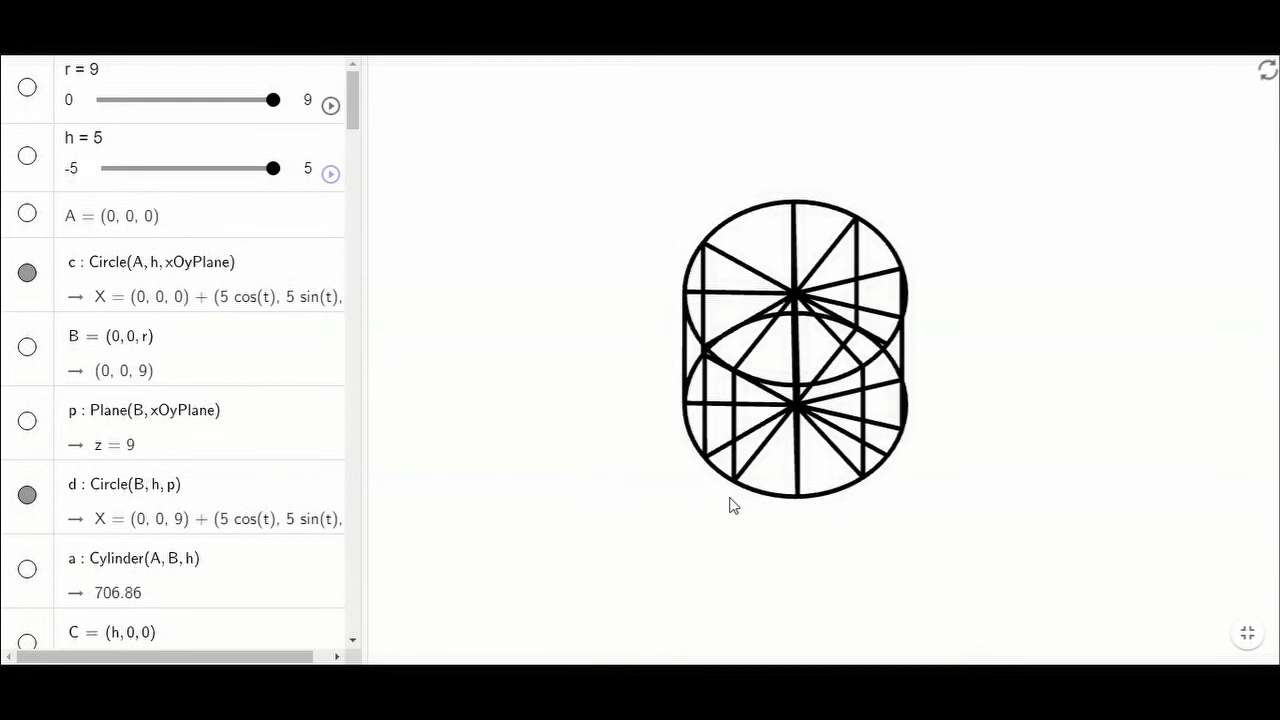 r = 9
0 9
h = 5
-5 5
A = (0, 0, 0)
c : Circle(A, h, xOyPlane)
→ X = (0, 0, 0) + (5 cos(t), 5 sin(t),
B = (0, 0, r)
→ (0, 0, 9)
p : Plane(B, xOyPlane)
→ z = 9
d : Circle(B, h, p)
→ X = (0, 0, 9) + (5 cos(t), 5 sin(t),
a : Cylinder(A, B, h)
→ 706.86
C = (h, 0, 0)